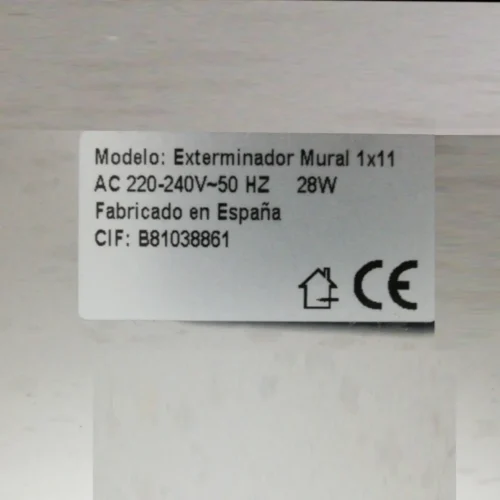 Modelo: Exterminador Mural 1x11
AC 220-240V~50 HZ 28W
Fabricado en España
CIF: B81038861
CE